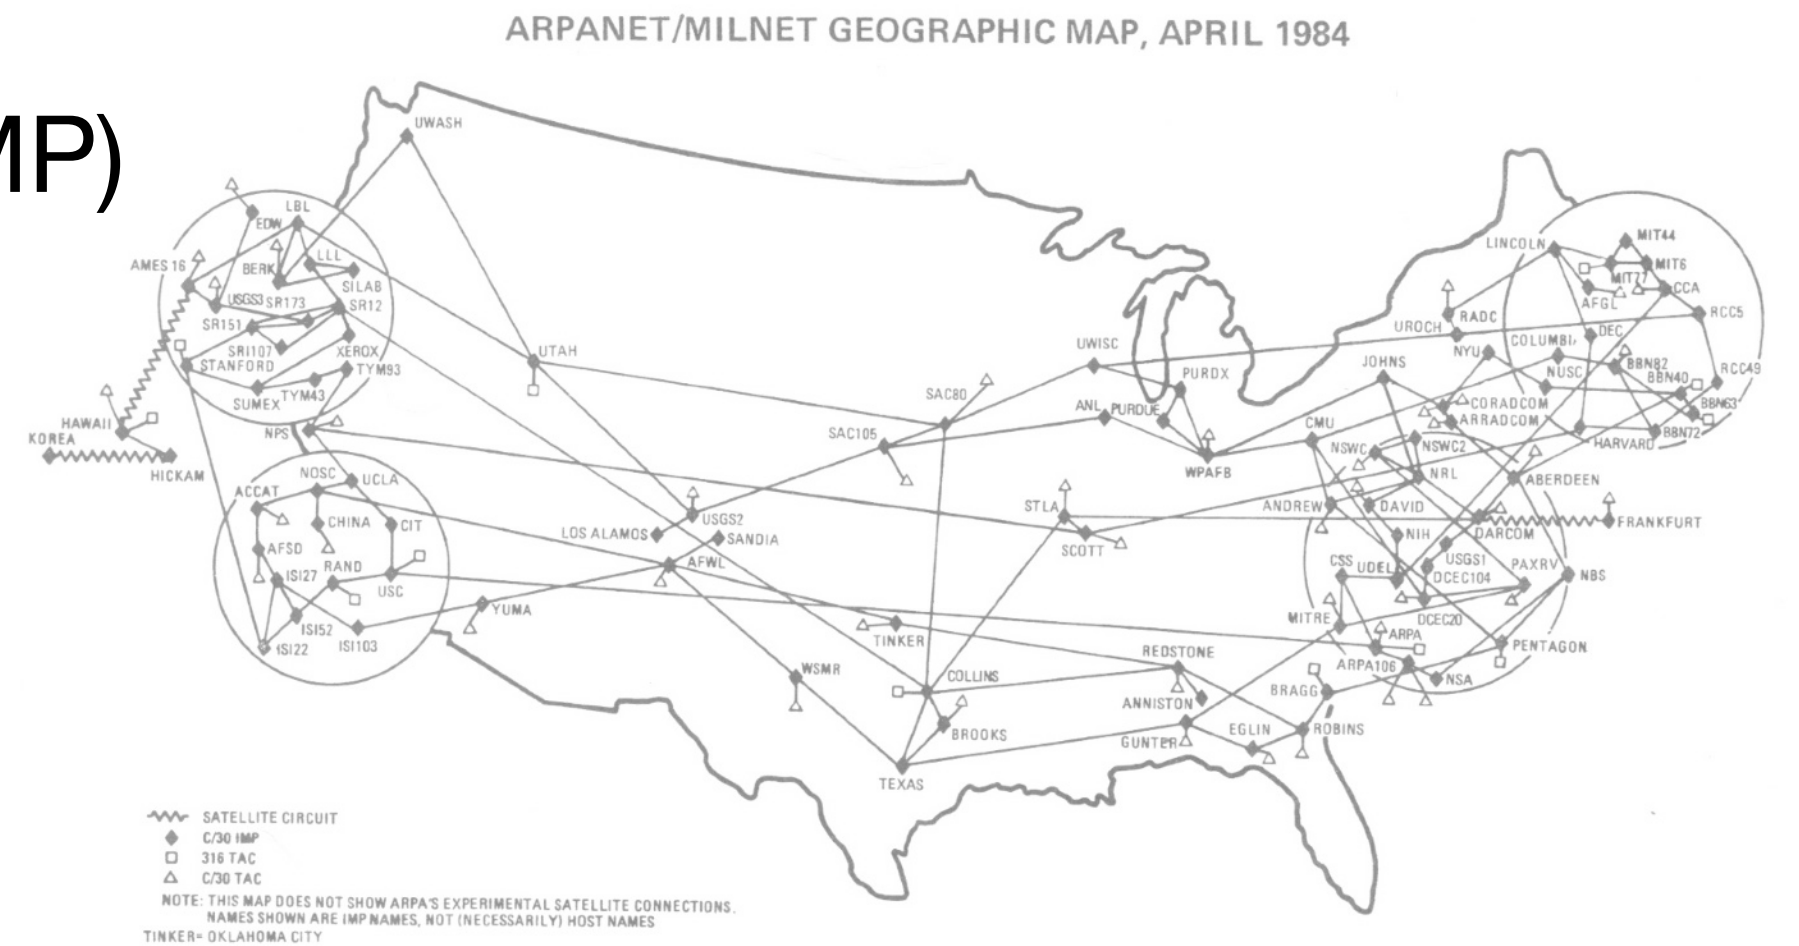 ARPANET/MILNET GEOGRAPHIC MAP, APRIL 1984
MP)
UWASH
LBL
EDW
LLL
BERK
AMES 16
SILAB
USGS3
SR173
SR12
SR151
SRI107
XEROX
STANFORD
TYM93
TYM43
SUMEX
HAWAII
NPS
KOREA
HICKAM
NOSC
UCLA
ACCAT
CHINA
CIT
AFSD
RAND
ISI27
USC
ISI52
ISI22
ISI103
YUMA
UTAH
LOS ALAMOS
USGS2
SANDIA
AFWL
SAC80
SAC105
UWISC
PURDX
ANL
PURDUE
WPAFB
STLA
SCOTT
TINKER
WSMR
COLLINS
BROOKS
TEXAS
REDSTONE
ANNISTON
GUNTER
EGLIN
ROBINS
BRAGG
LINCOLN
MIT44
MIT6
MIT77
CCA
AFGL
RADC
RCC5
UROCH
DEC
NYU
JOHNS
NUSC
BBN82
BBN40
RCC49
BBN63
BBN72
CORADCOM
ARRADCOM
HARVARD
CMU
NSWC
NSWC2
NRL
ABERDEEN
ANDREW
DAVID
DARCOM
FRANKFURT
NIH
USGS1
CSS
UDEL
DCEC104
PAXRV
NBS
MITRE
DCEC20
ARPA
ARPA106
PENTAGON
NSA
SATELLITE CIRCUIT
C/30 IMP
316 TAC
C/30 TAC
NOTE: THIS MAP DOES NOT SHOW ARPA'S EXPERIMENTAL SATELLITE CONNECTIONS.
NAMES SHOWN ARE IMP NAMES, NOT (NECESSARILY) HOST NAMES
TINKER= OKLAHOMA CITY